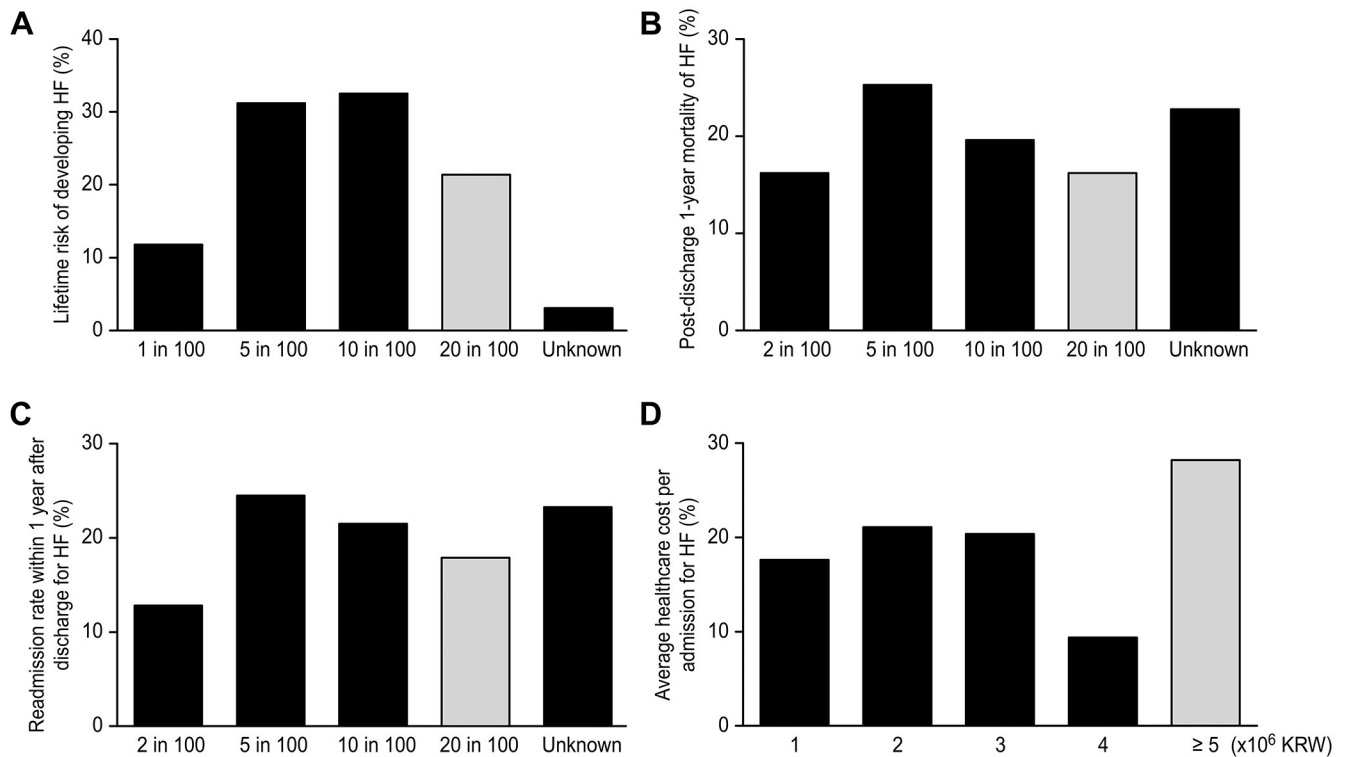 A
Lifetime risk of developing HF (%)
40
30
20
10
0
1 in 100 5 in 100 10 in 100 20 in 100 Unknown
B
Post-discharge 1-year mortality of HF (%)
30
20
10
0
2 in 100 5 in 100 10 in 100 20 in 100 Unknown
C
Readmission rate within 1 year after
discharge for HF (%)
30
20
10
0
2 in 100 5 in 100 10 in 100 20 in 100 Unknown
D
Average healthcare cost per
admission for HF (%)
30
20
10
0
1 2 3 4 ≥ 5 (x10⁶ KRW)